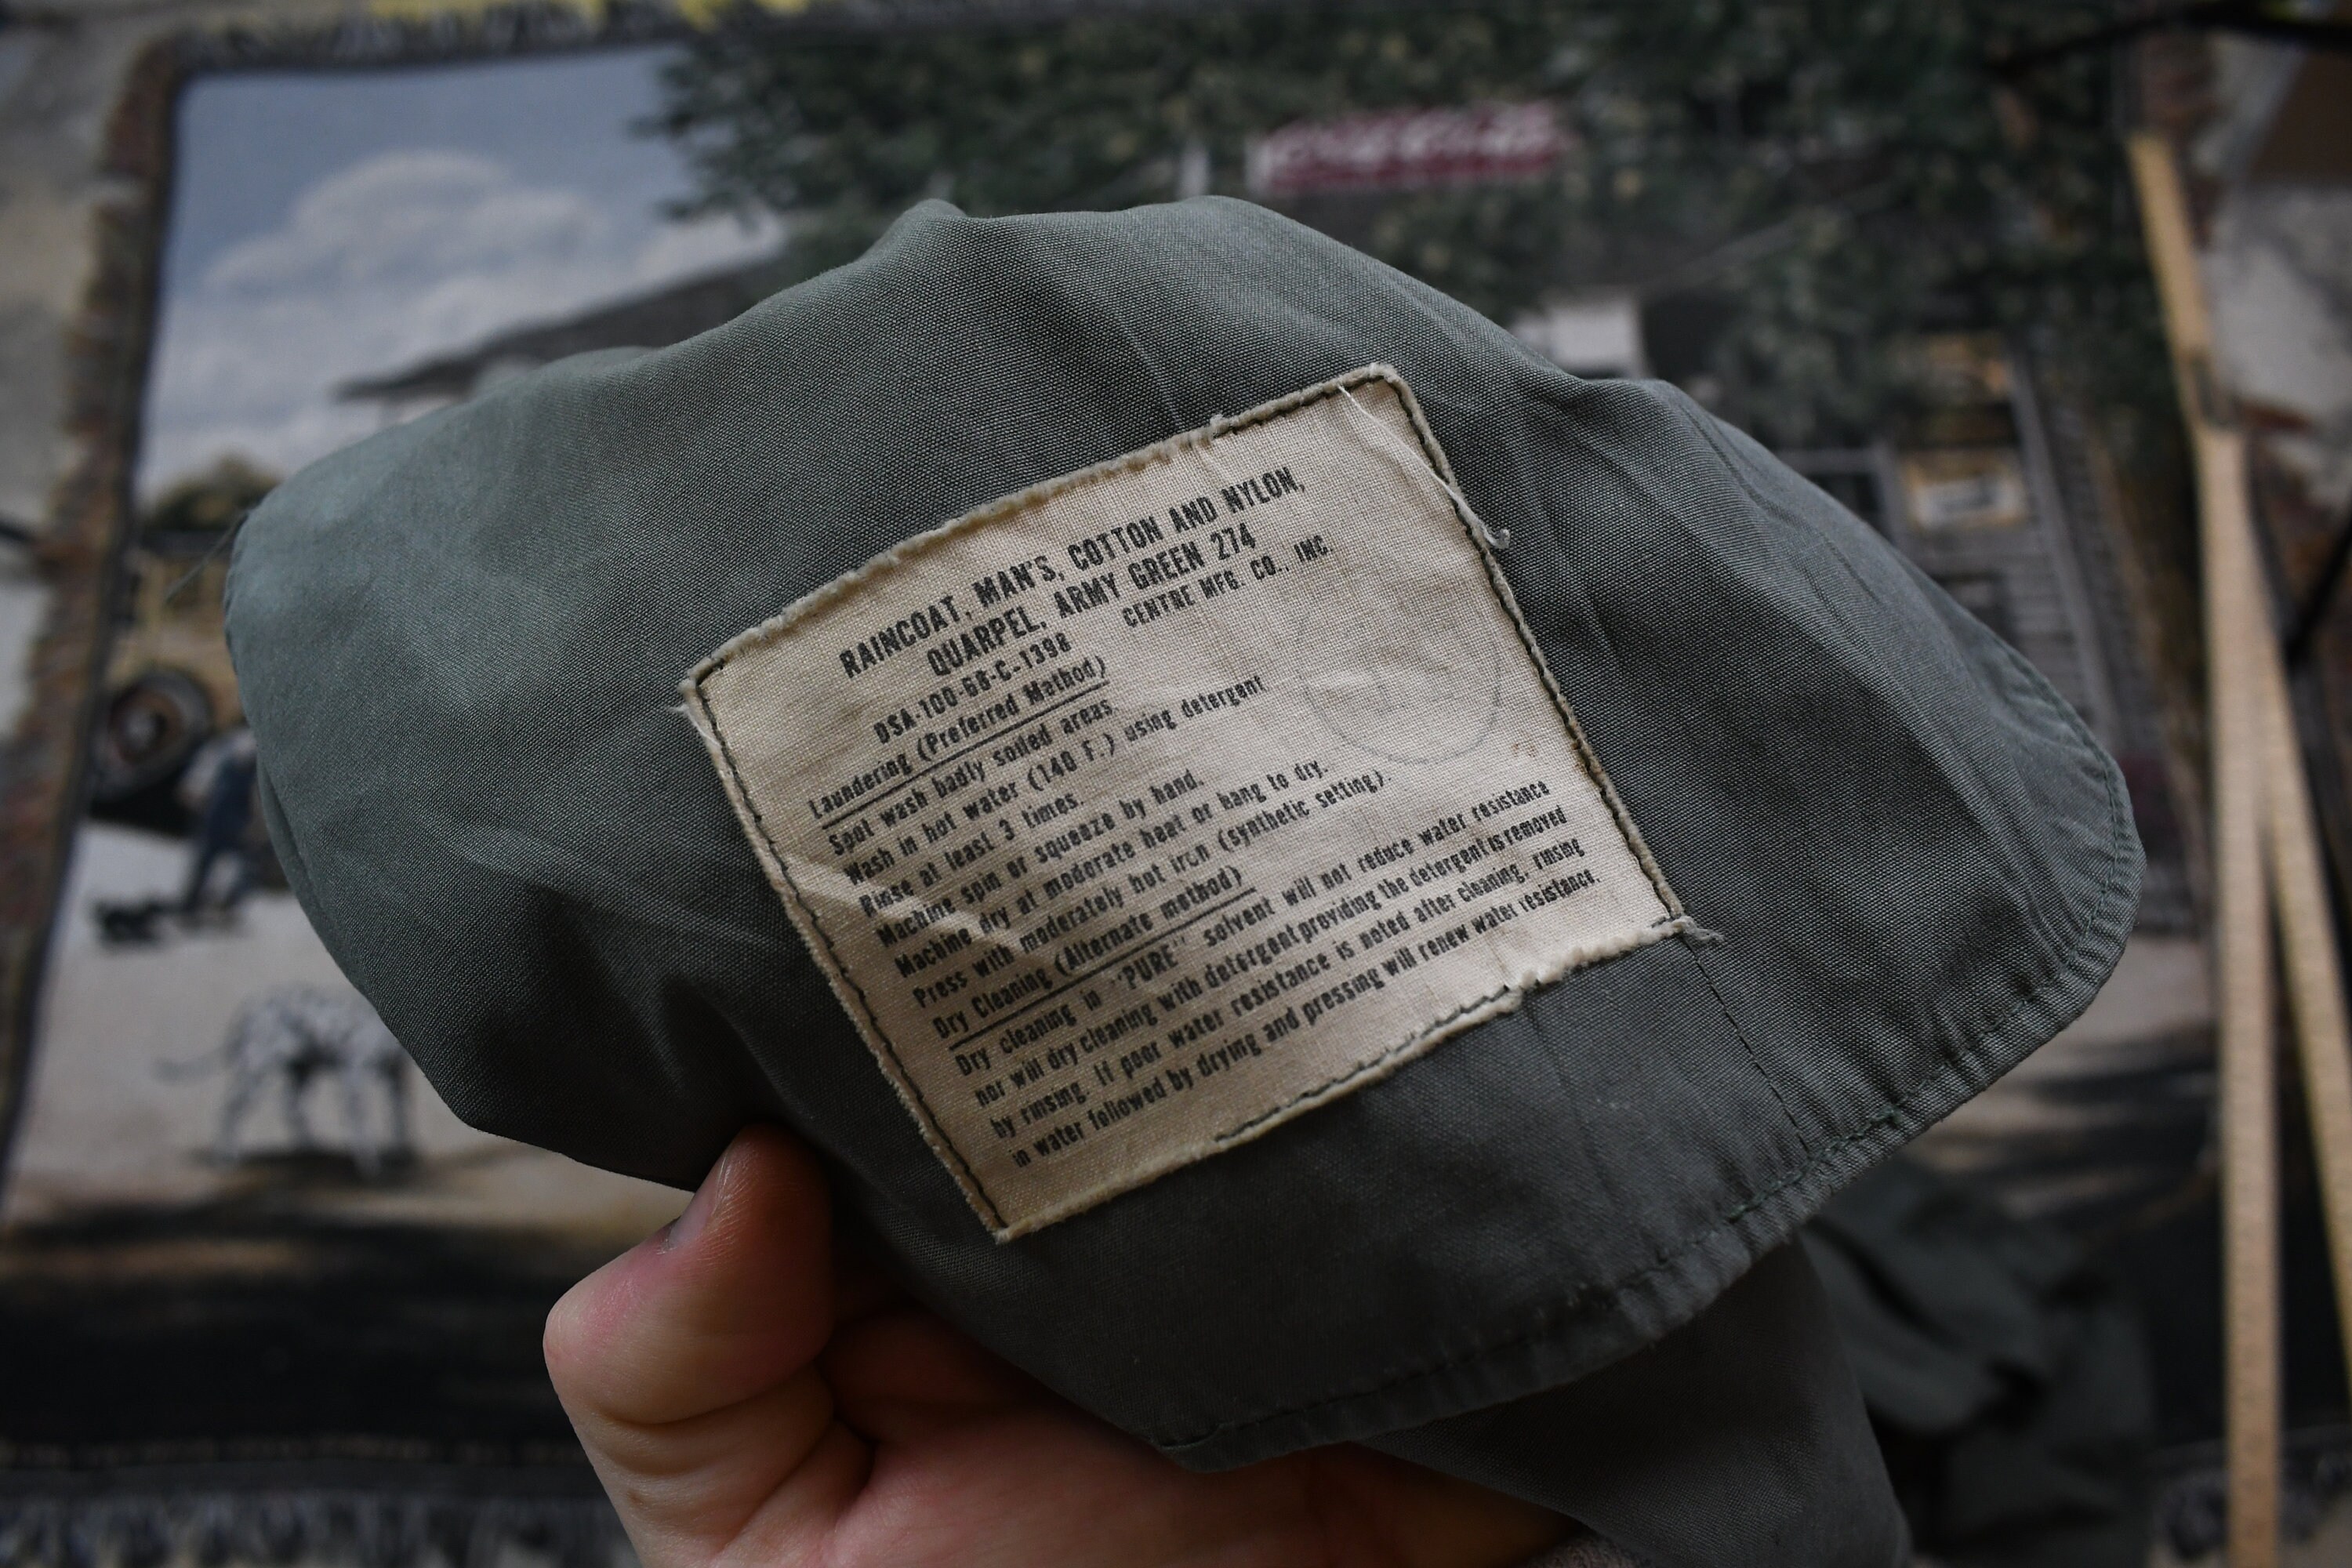 RAINCOAT, MAN'S, COTTON AND NYLON,
QUARPEL, ARMY GREEN 274
DSA-100-68-C-1398 CENTRE MFG. CO., INC.
Laundering (Preferred Method)
Spot wash badly soiled areas
Wash in hot water (140 F.) using detergent
Rinse at least 3 times.
Machine spin or squeeze by hand.
Machine dry at moderate heat or hang to dry.
Press with moderately hot iron (synthetic setting).
Dry Cleaning (Alternate method)
Dry cleaning in "PURE" solvent will not reduce water resistance
nor will dry cleaning with detergent providing the detergent is removed
by rinsing. If poor water resistance is noted after cleaning, rinsing
in water followed by drying and pressing will renew water resistance.